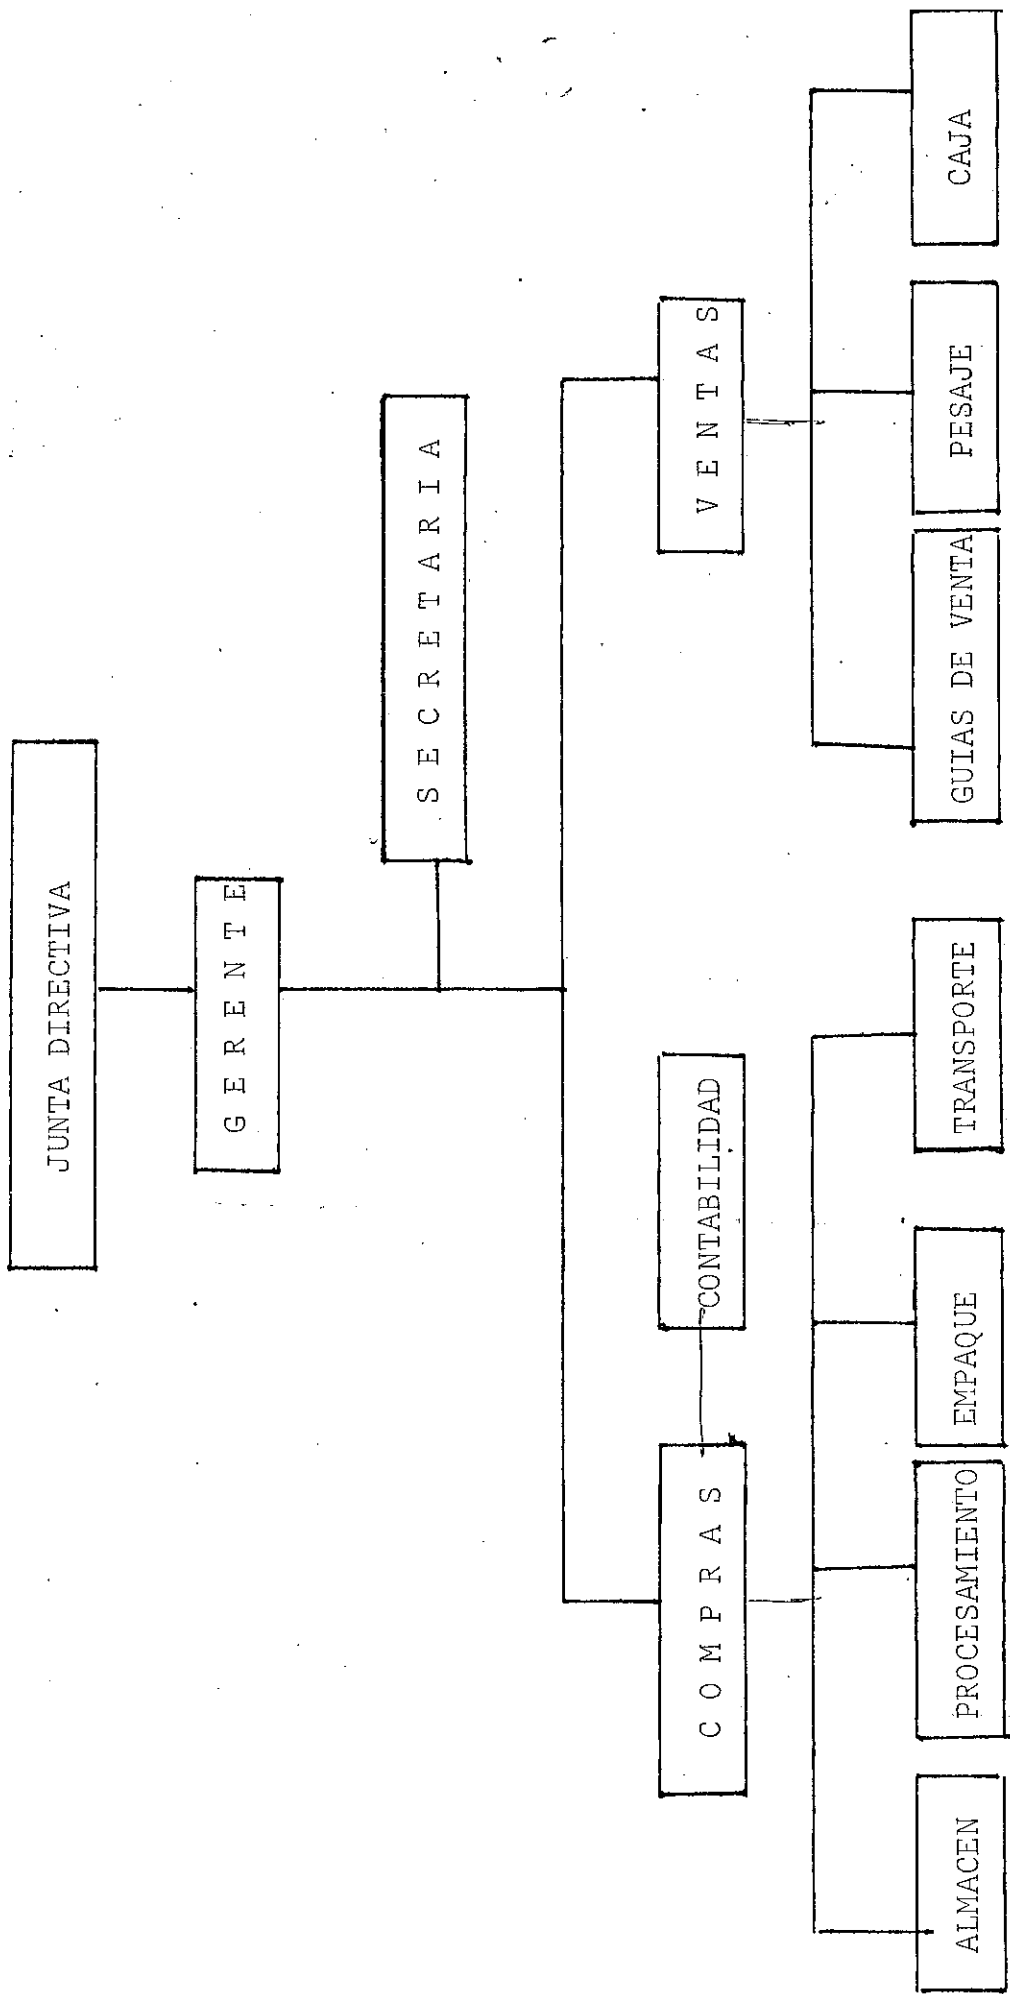 JUNTA DIRECTIVA
G E R E N T E
S E C R E T A R I A
C O M P R A S
CONTABILIDAD
V E N T A S
ALMACEN
PROCESAMIENTO
EMPAQUE
TRANSPORTE
GUIAS DE VENTA
PESAJE
CAJA